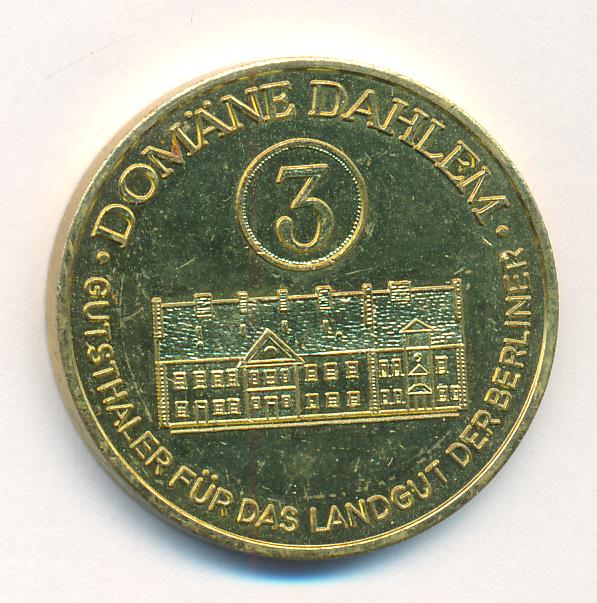 · DOMÄNE DAHLEM ·
3
GUTSTHALER FÜR DAS LANDGUT DER BERLINER